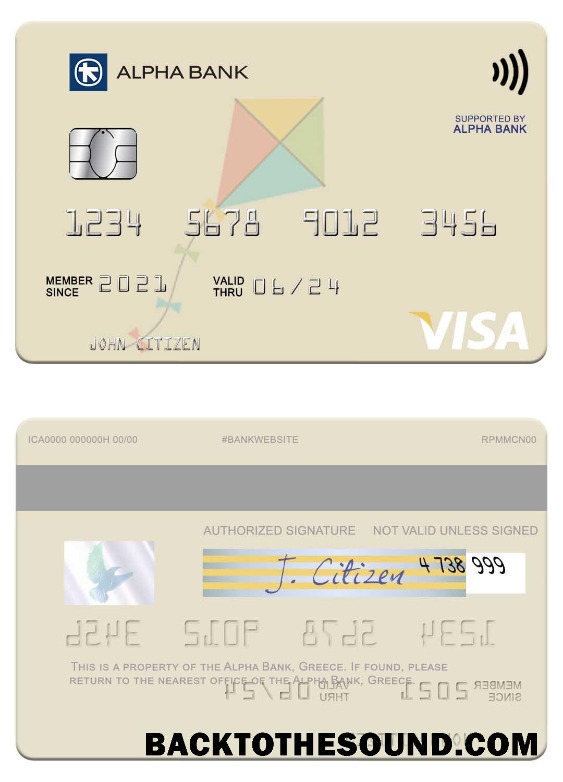 ALPHA BANK
SUPPORTED BY
ALPHA BANK
1234 5678 9012 3456
MEMBER SINCE 2021 VALID THRU 06/24
JOHN CITIZEN
VISA
ICA0000 000000H 00/00 #BANKWEBSITE RPMMCN00
AUTHORIZED SIGNATURE NOT VALID UNLESS SIGNED
J. Citizen 4 738 999
THIS IS A PROPERTY OF THE ALPHA BANK, GREECE. IF FOUND, PLEASE
RETURN TO THE NEAREST OFFICE OF THE ALPHA BANK, GREECE.
BACKTOTHESOUND.COM